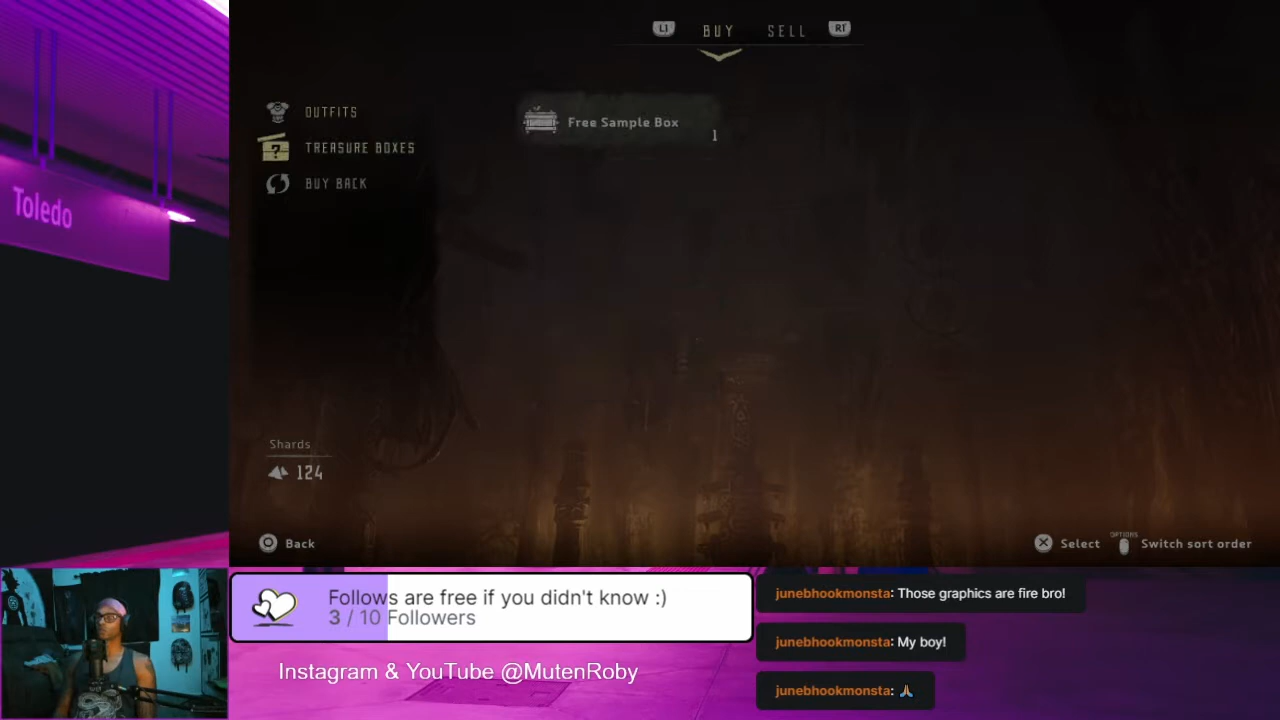 L1 BUY SELL R1
OUTFITS
TREASURE BOXES
BUY BACK
Free Sample Box
1
Toledo
Shards
124
Back
Select
OPTIONS
Switch sort order
Follows are free if you didn't know :)
3 / 10 Followers
Instagram & YouTube @MutenRoby
junebhookmonsta: Those graphics are fire bro!
junebhookmonsta: My boy!
junebhookmonsta: 🙏